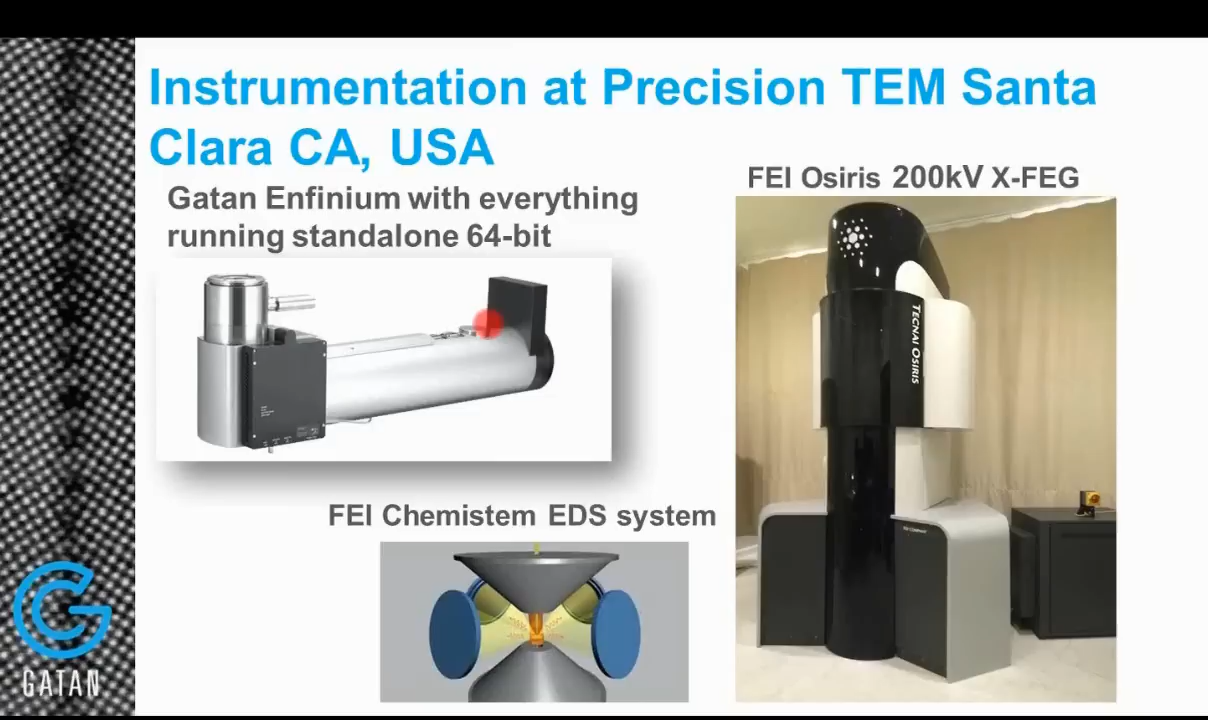 Instrumentation at Precision TEM Santa
Clara CA, USA
Gatan Enfinium with everything
running standalone 64-bit
FEI Osiris 200kV X-FEG
TECNAI OSIRIS
FEI Chemistem EDS system
GATAN